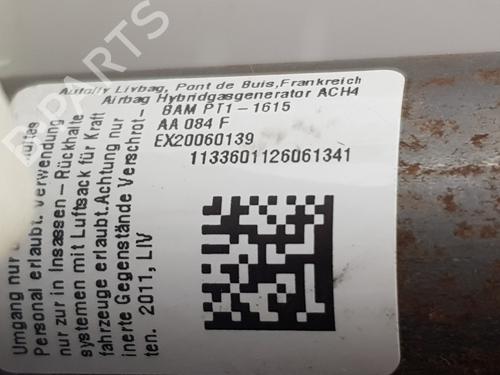 Autoliv Livbag, Pont de Buis, Frankreich
Airbag Hybridgasgenerator ACH4
BAM PT1-1615
AA 084 F
EX20060139
1133601126061341
Umgang nur
Personal erlaubt. Verwendung
nur zur in Insassen-Rückhalte
systemen mit Luftsack für Kraft
fahrzeuge erlaubt.Achtung nur
inerte Gegenstände Verschrot-
ten. 2011, LIV
PARTS